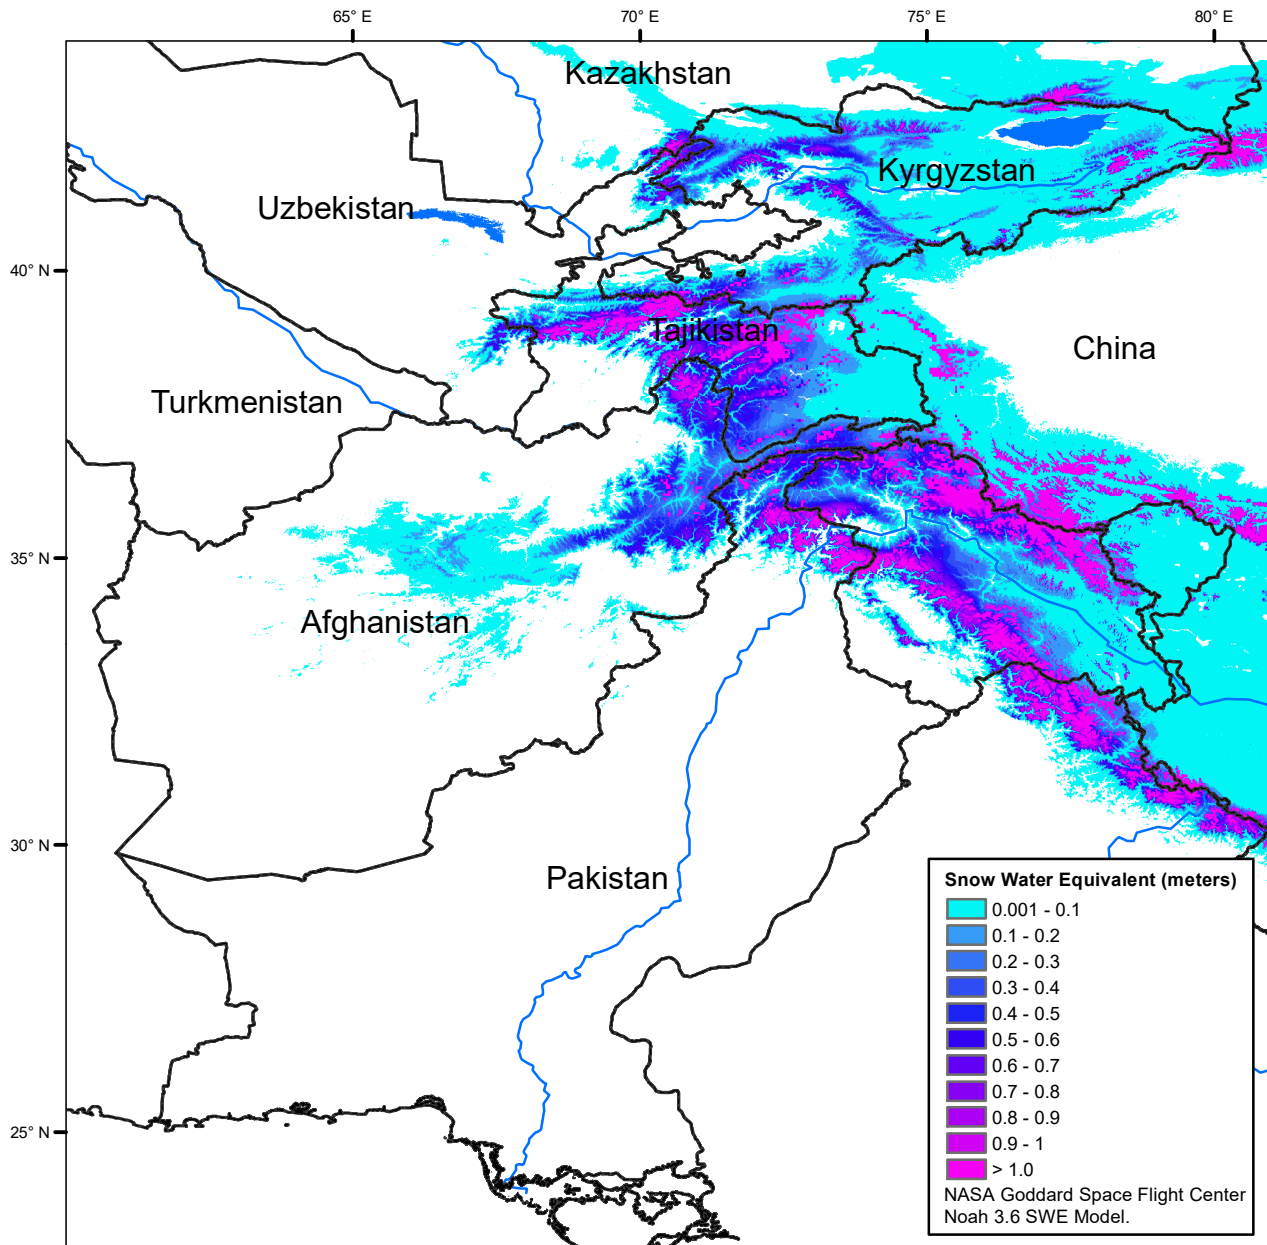 65° E 70° E 75° E 80° E
Kazakhstan
Kyrgyzstan
Uzbekistan
40° N
Tajikistan
China
Turkmenistan
35° N
Afghanistan
30° N
Pakistan
25° N
Snow Water Equivalent (meters)
0.001 - 0.1
0.1 - 0.2
0.2 - 0.3
0.3 - 0.4
0.4 - 0.5
0.5 - 0.6
0.6 - 0.7
0.7 - 0.8
0.8 - 0.9
0.9 - 1
> 1.0
NASA Goddard Space Flight Center
Noah 3.6 SWE Model.